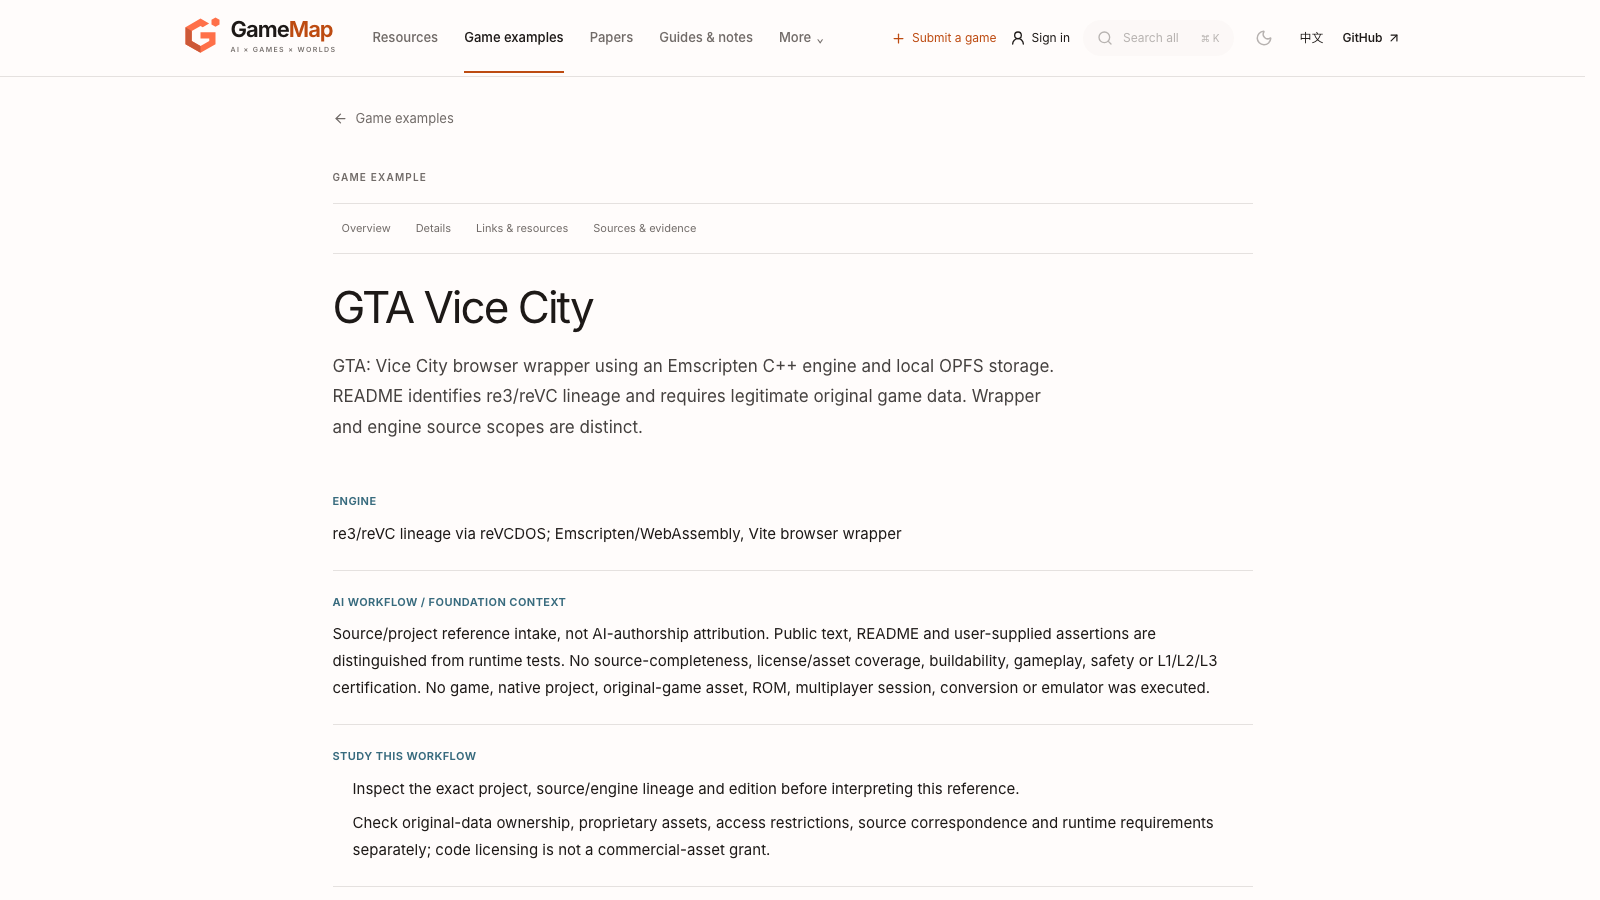 GameMap
AI × GAMES × WORLDS
Resources
Game examples
Papers
Guides & notes
More
Submit a game
Sign in
Search all
⌘ K
中文
GitHub
Game examples
GAME EXAMPLE
Overview
Details
Links & resources
Sources & evidence
GTA Vice City
GTA: Vice City browser wrapper using an Emscripten C++ engine and local OPFS storage.
README identifies re3/reVC lineage and requires legitimate original game data. Wrapper
and engine source scopes are distinct.
ENGINE
re3/reVC lineage via reVCDOS; Emscripten/WebAssembly, Vite browser wrapper
AI WORKFLOW / FOUNDATION CONTEXT
Source/project reference intake, not AI-authorship attribution. Public text, README and user-supplied assertions are
distinguished from runtime tests. No source-completeness, license/asset coverage, buildability, gameplay, safety or L1/L2/L3
certification. No game, native project, original-game asset, ROM, multiplayer session, conversion or emulator was executed.
STUDY THIS WORKFLOW
Inspect the exact project, source/engine lineage and edition before interpreting this reference.
Check original-data ownership, proprietary assets, access restrictions, source correspondence and runtime requirements
separately; code licensing is not a commercial-asset grant.